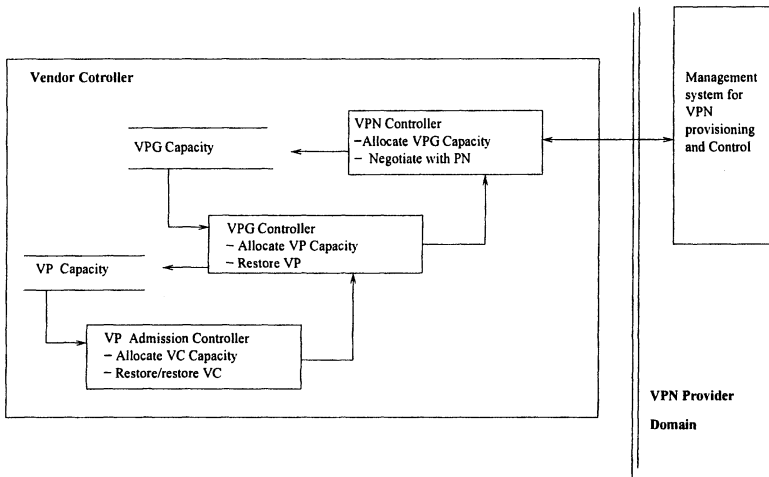 Vendor Cotroller
Management
system for
VPN
provisioning
and Control
VPN Controller
–Allocate VPG Capacity
– Negotiate with PN
VPG Capacity
VPG Controller
– Allocate VP Capacity
– Restore VP
VP Capacity
VP Admission Controller
– Allocate VC Capacity
– Restore/restore VC
VPN Provider
Domain